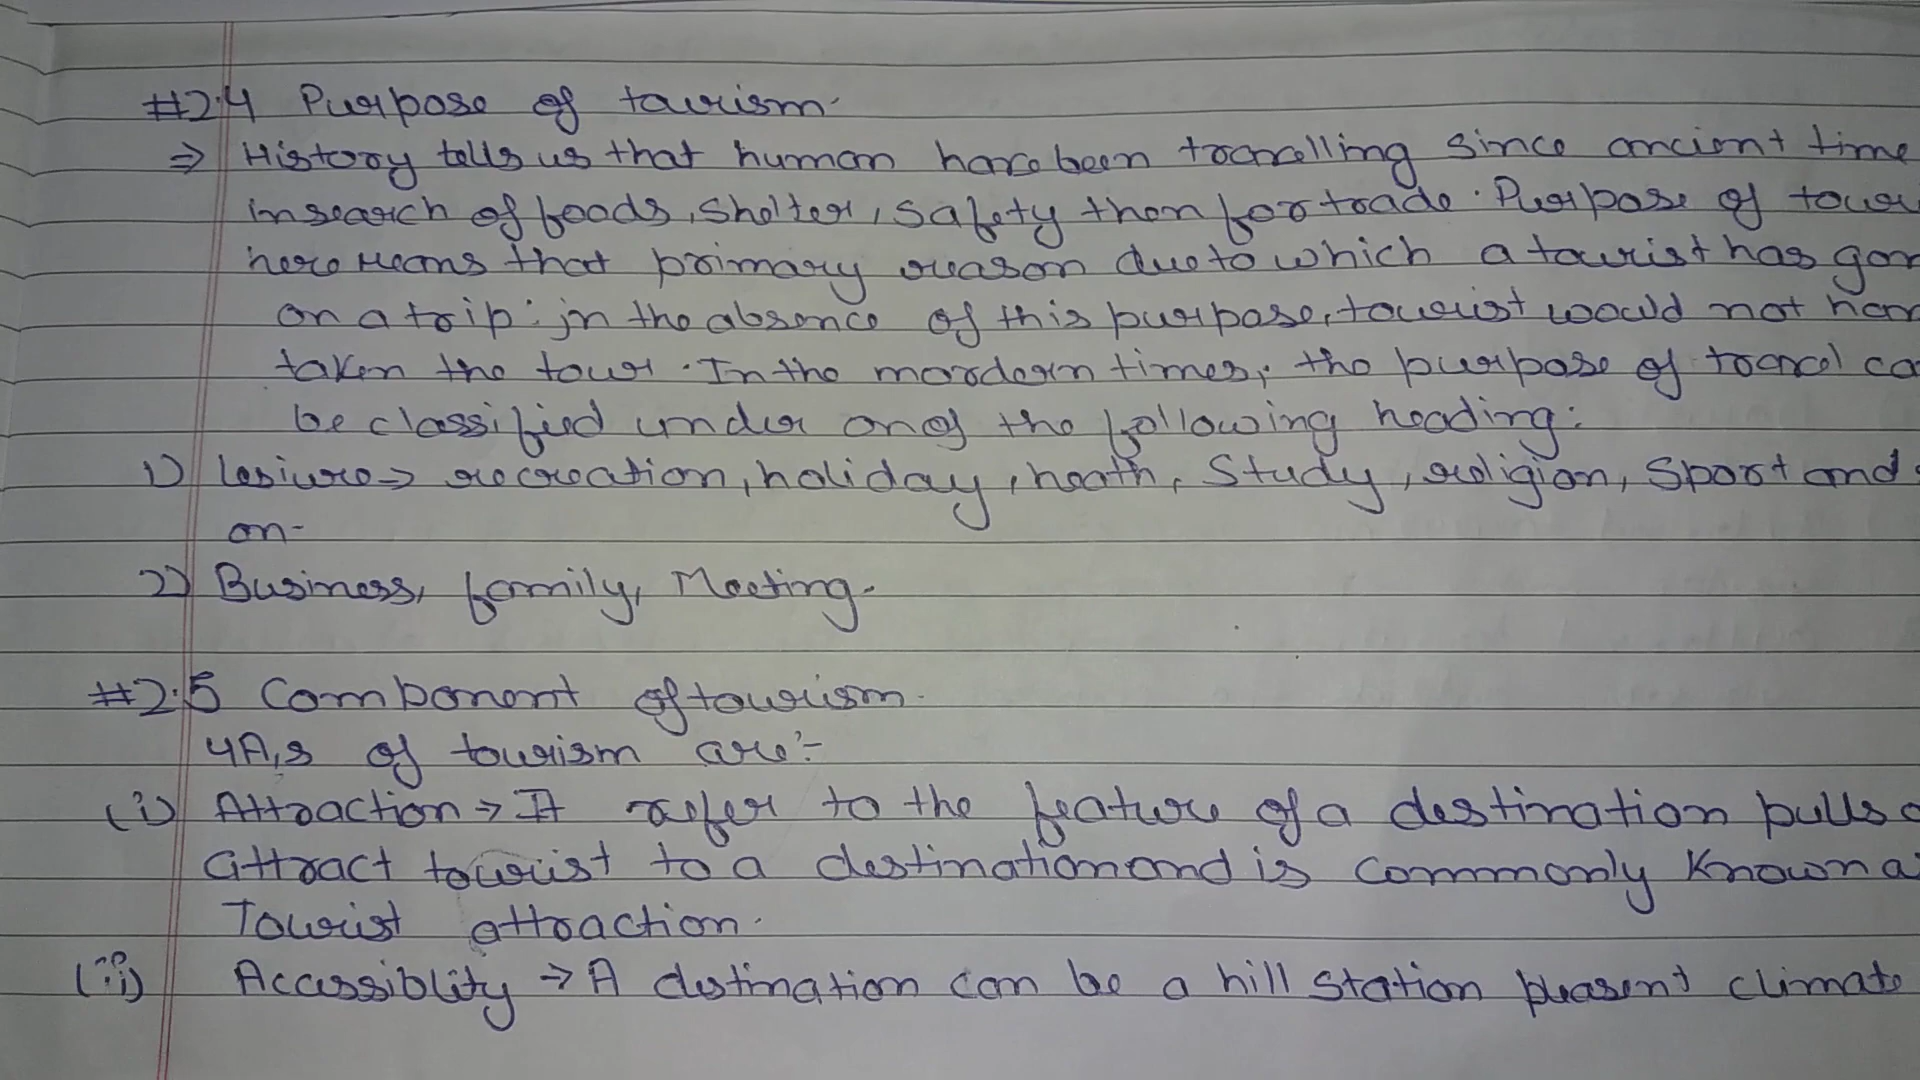 #2.4 Purpose of tourism.
⇒ History tells us that human have been travelling since ancient time
in search of foods, shelter, safety then for trade. Purpose of tour
here means that primary reason due to which a tourist has gon
on a trip. in the absence of this purpose, tourist would not hav
taken the tour. In the mordern times, the purpose of travel ca
be classified under on of the following heading:
1) Lesiure → recreation, holiday, heath, Study, religion, Sport and s
on-
2) Business, family, Meeting.
#2.5 Component of tourism.
4A,s of tourism are:-
(i) Attraction → It refer to the feature of a destination pulls o
attract tourist to a destination and is commonly known a
Tourist attraction.
(ii) Accessiblity → A destination can be a hill station pleasent climate